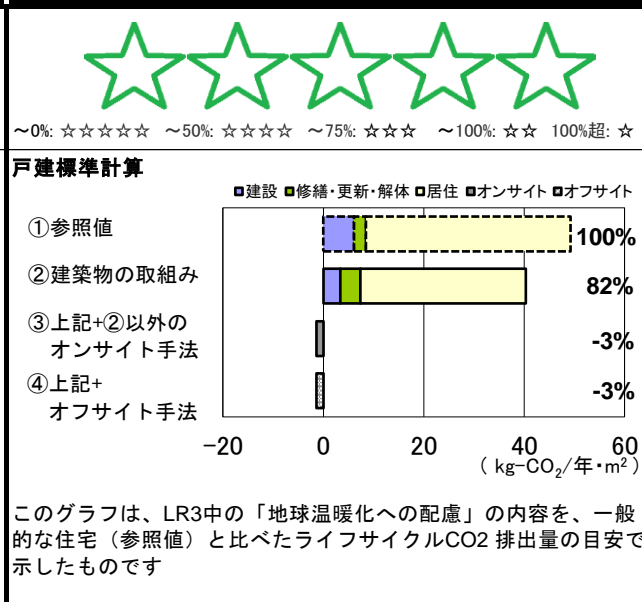 ～0%: ☆☆☆☆☆ ～50%: ☆☆☆☆ ～75%: ☆☆☆ ～100%: ☆☆ 100%超: ☆
戸建標準計算
建設 修繕・更新・解体 居住 オンサイト オフサイト
①参照値
100%
②建築物の取組み
82%
③上記+②以外の
オンサイト手法
-3%
④上記+
オフサイト手法
-3%
-20 0 20 40 60
（ kg-CO₂/年・m²）
このグラフは、LR3中の「地球温暖化への配慮」の内容を、一般
的な住宅（参照値）と比べたライフサイクルCO2 排出量の目安で
示したものです